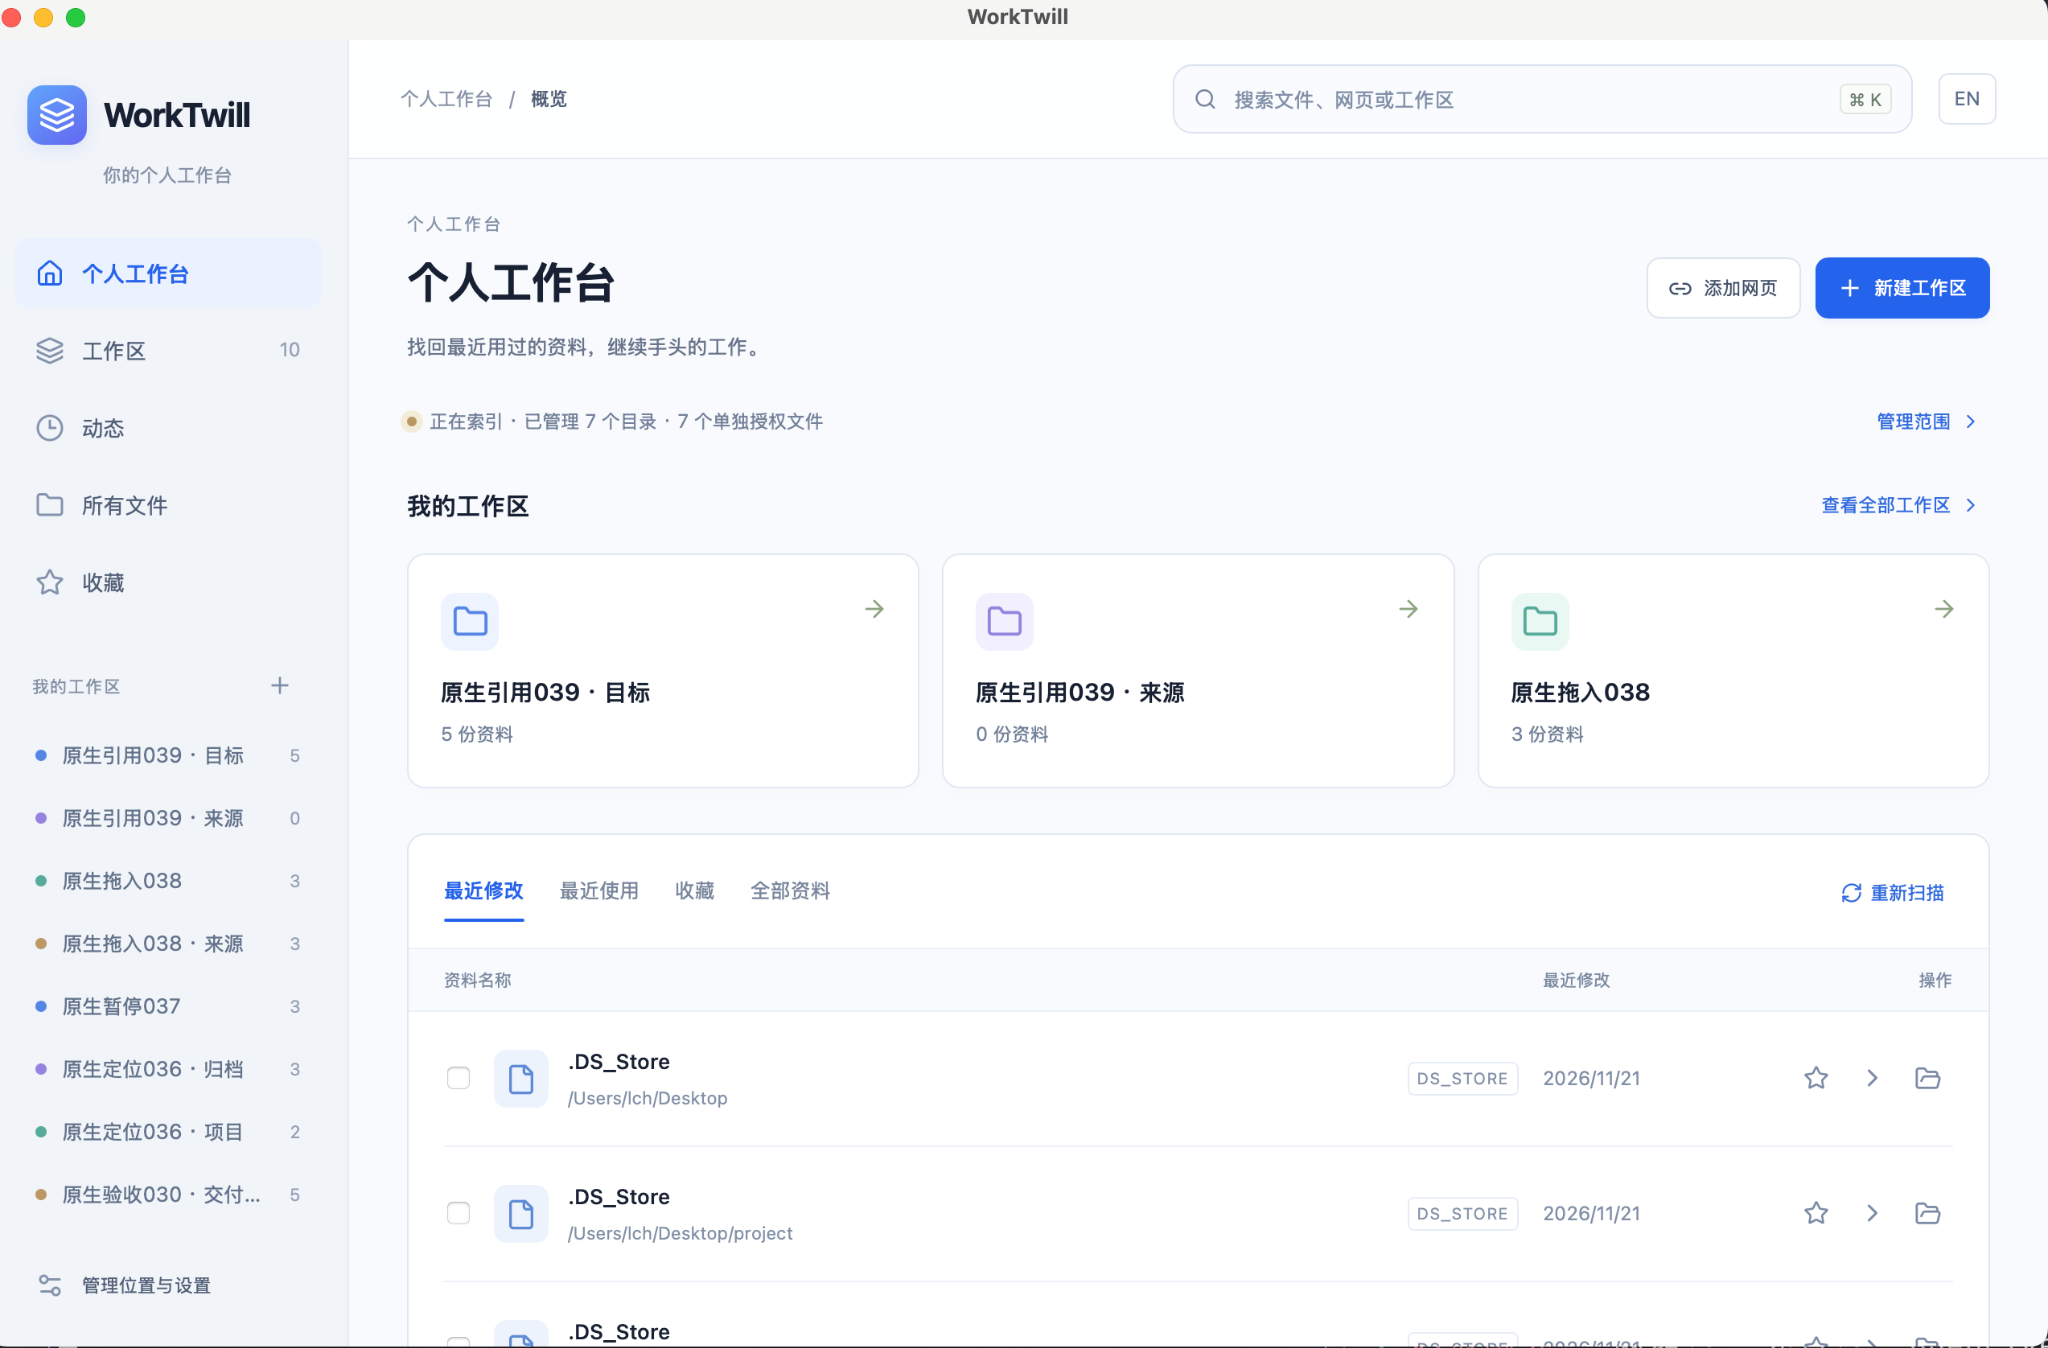 WorkTwill
WorkTwill
你的个人工作台
个人工作台
工作区 10
动态
所有文件
收藏
我的工作区
原生引用039 · 目标 5
原生引用039 · 来源 0
原生拖入038 3
原生拖入038 · 来源 3
原生暂停037 3
原生定位036 · 归档 3
原生定位036 · 项目 2
原生验收030 · 交付... 5
管理位置与设置
个人工作台 / 概览
搜索文件、网页或工作区 ⌘ K
EN
个人工作台
个人工作台
找回最近用过的资料，继续手头的工作。
添加网页
新建工作区
正在索引 · 已管理 7 个目录 · 7 个单独授权文件
管理范围
我的工作区
查看全部工作区
原生引用039 · 目标
5 份资料
原生引用039 · 来源
0 份资料
原生拖入038
3 份资料
最近修改 最近使用 收藏 全部资料
重新扫描
资料名称 最近修改 操作
.DS_Store
/Users/lch/Desktop
DS_STORE 2026/11/21
.DS_Store
/Users/lch/Desktop/project
DS_STORE 2026/11/21
.DS_Store
DS_STORE 2026/11/21